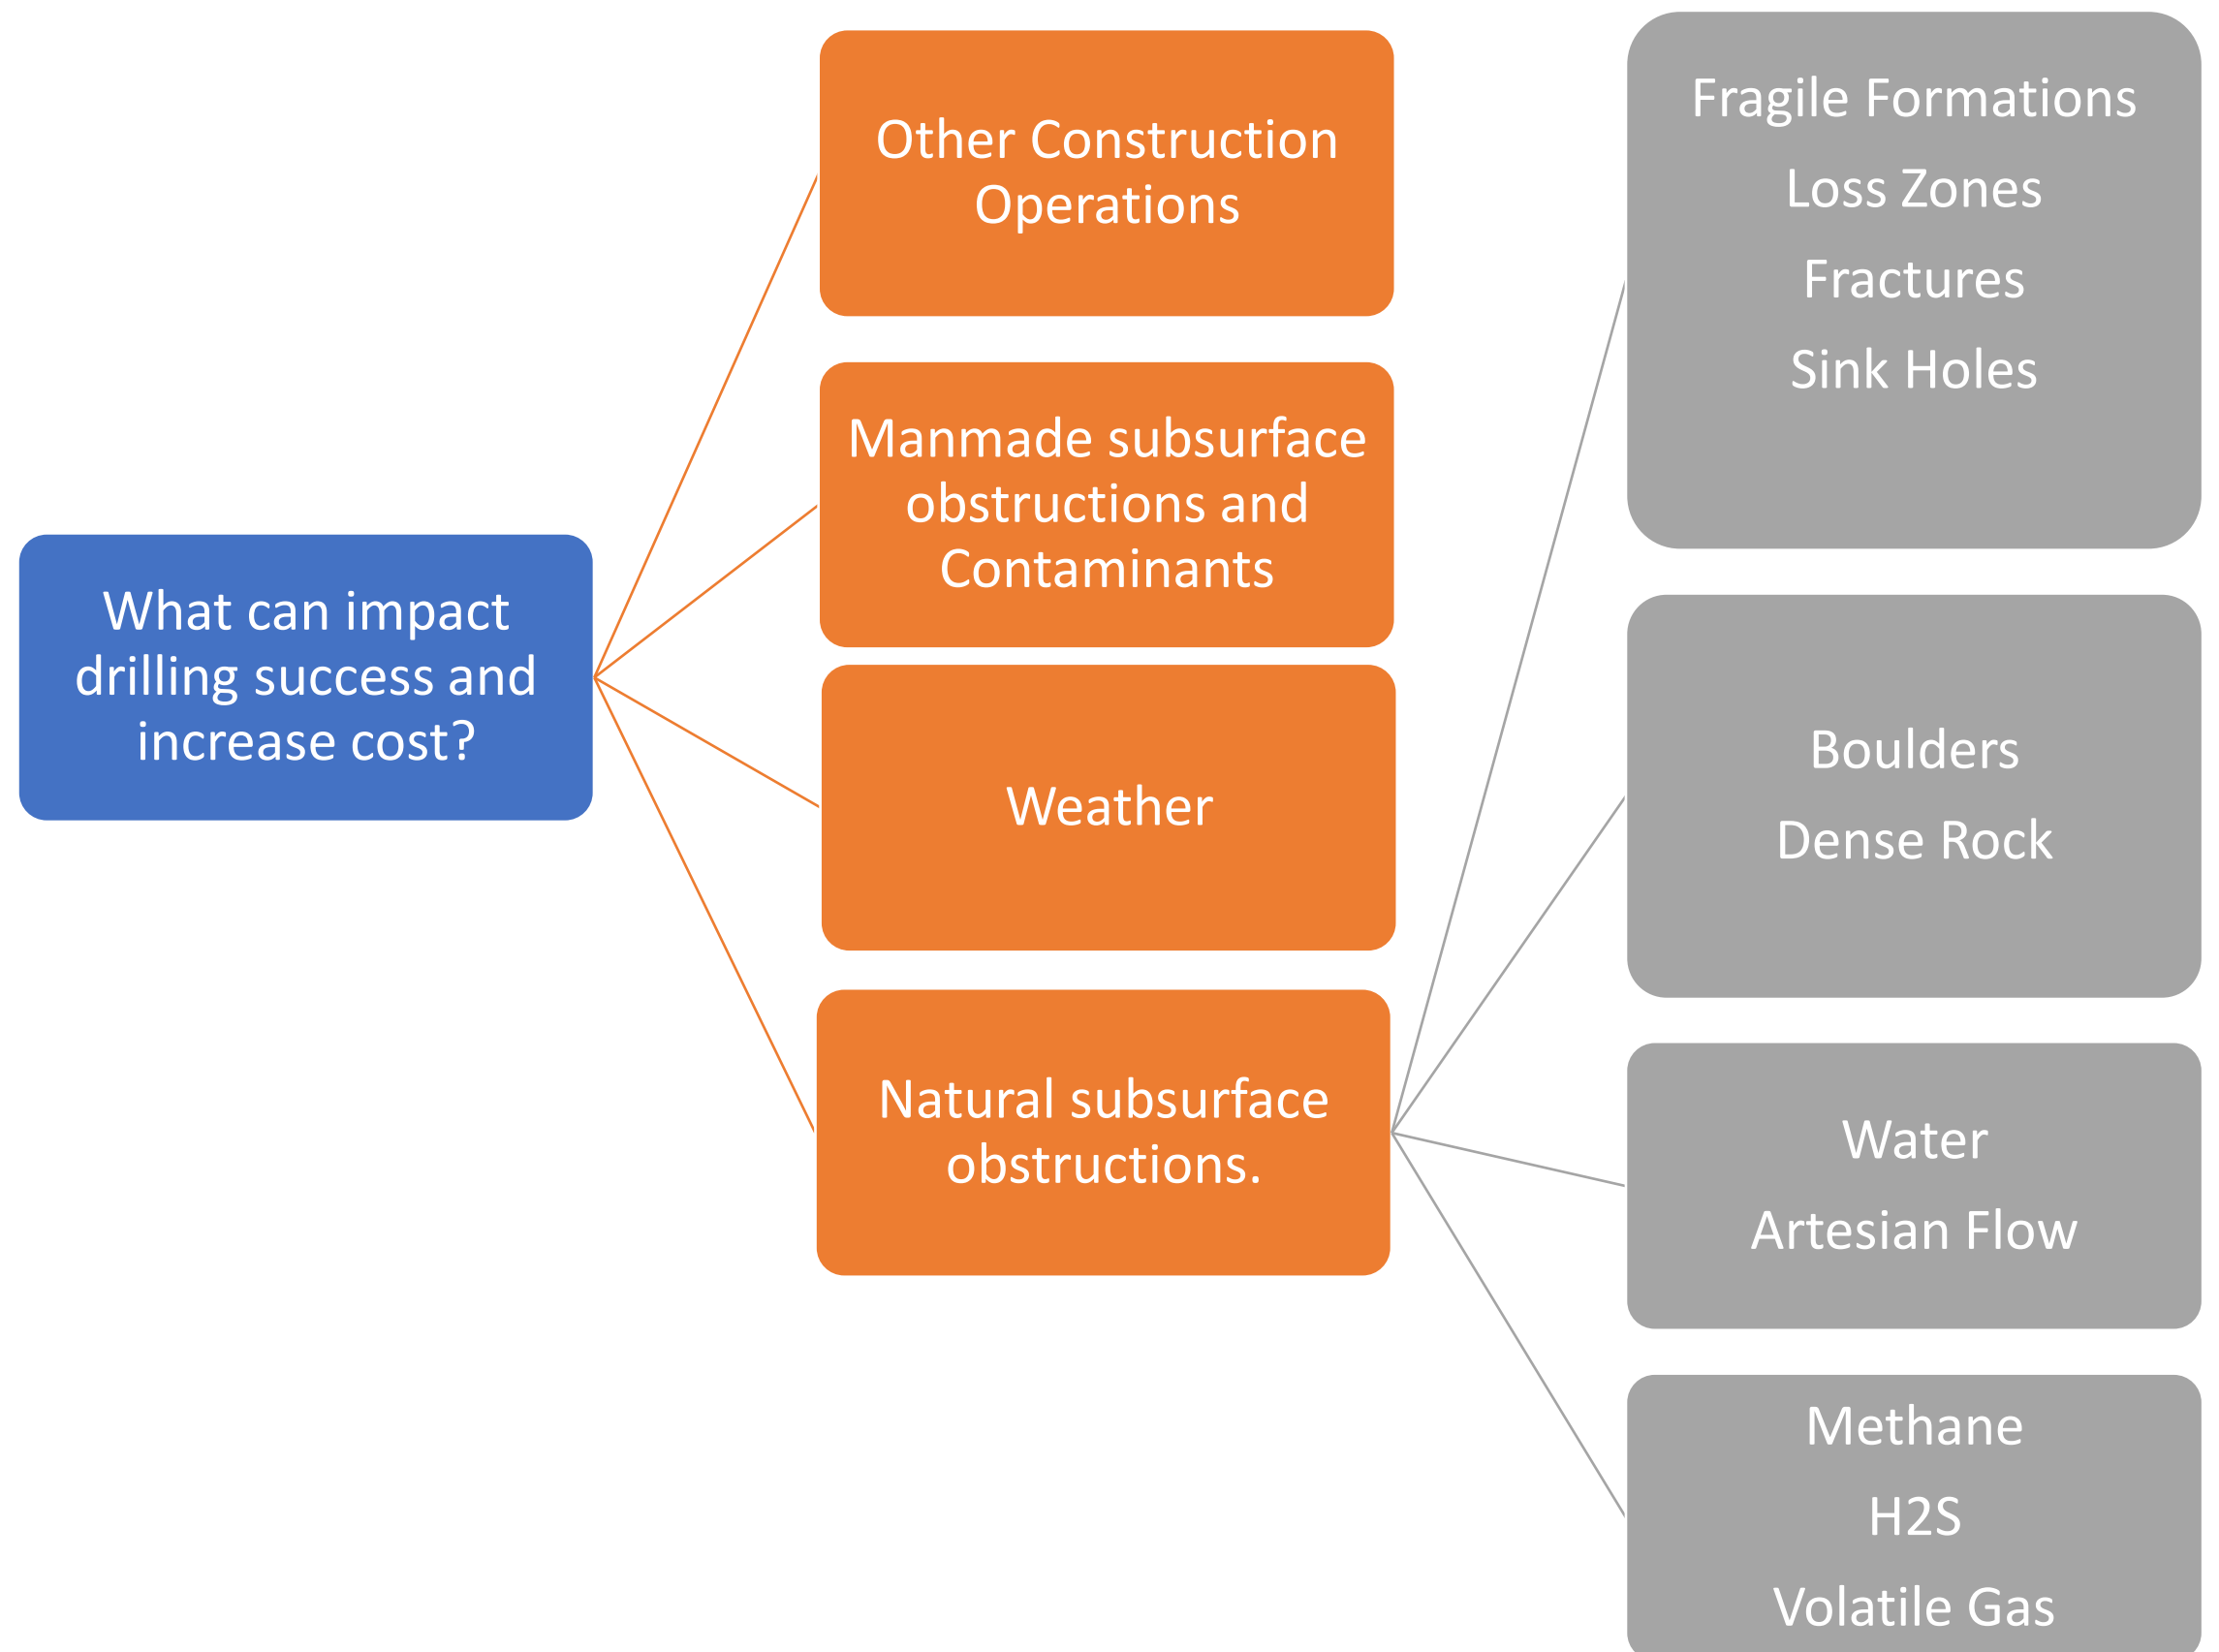 What can impact
drilling success and
increase cost?
Other Construction
Operations
Manmade subsurface
obstructions and
Contaminants
Weather
Natural subsurface
obstructions.
Fragile Formations
Loss Zones
Fractures
Sink Holes
Boulders
Dense Rock
Water
Artesian Flow
Methane
H2S
Volatile Gas